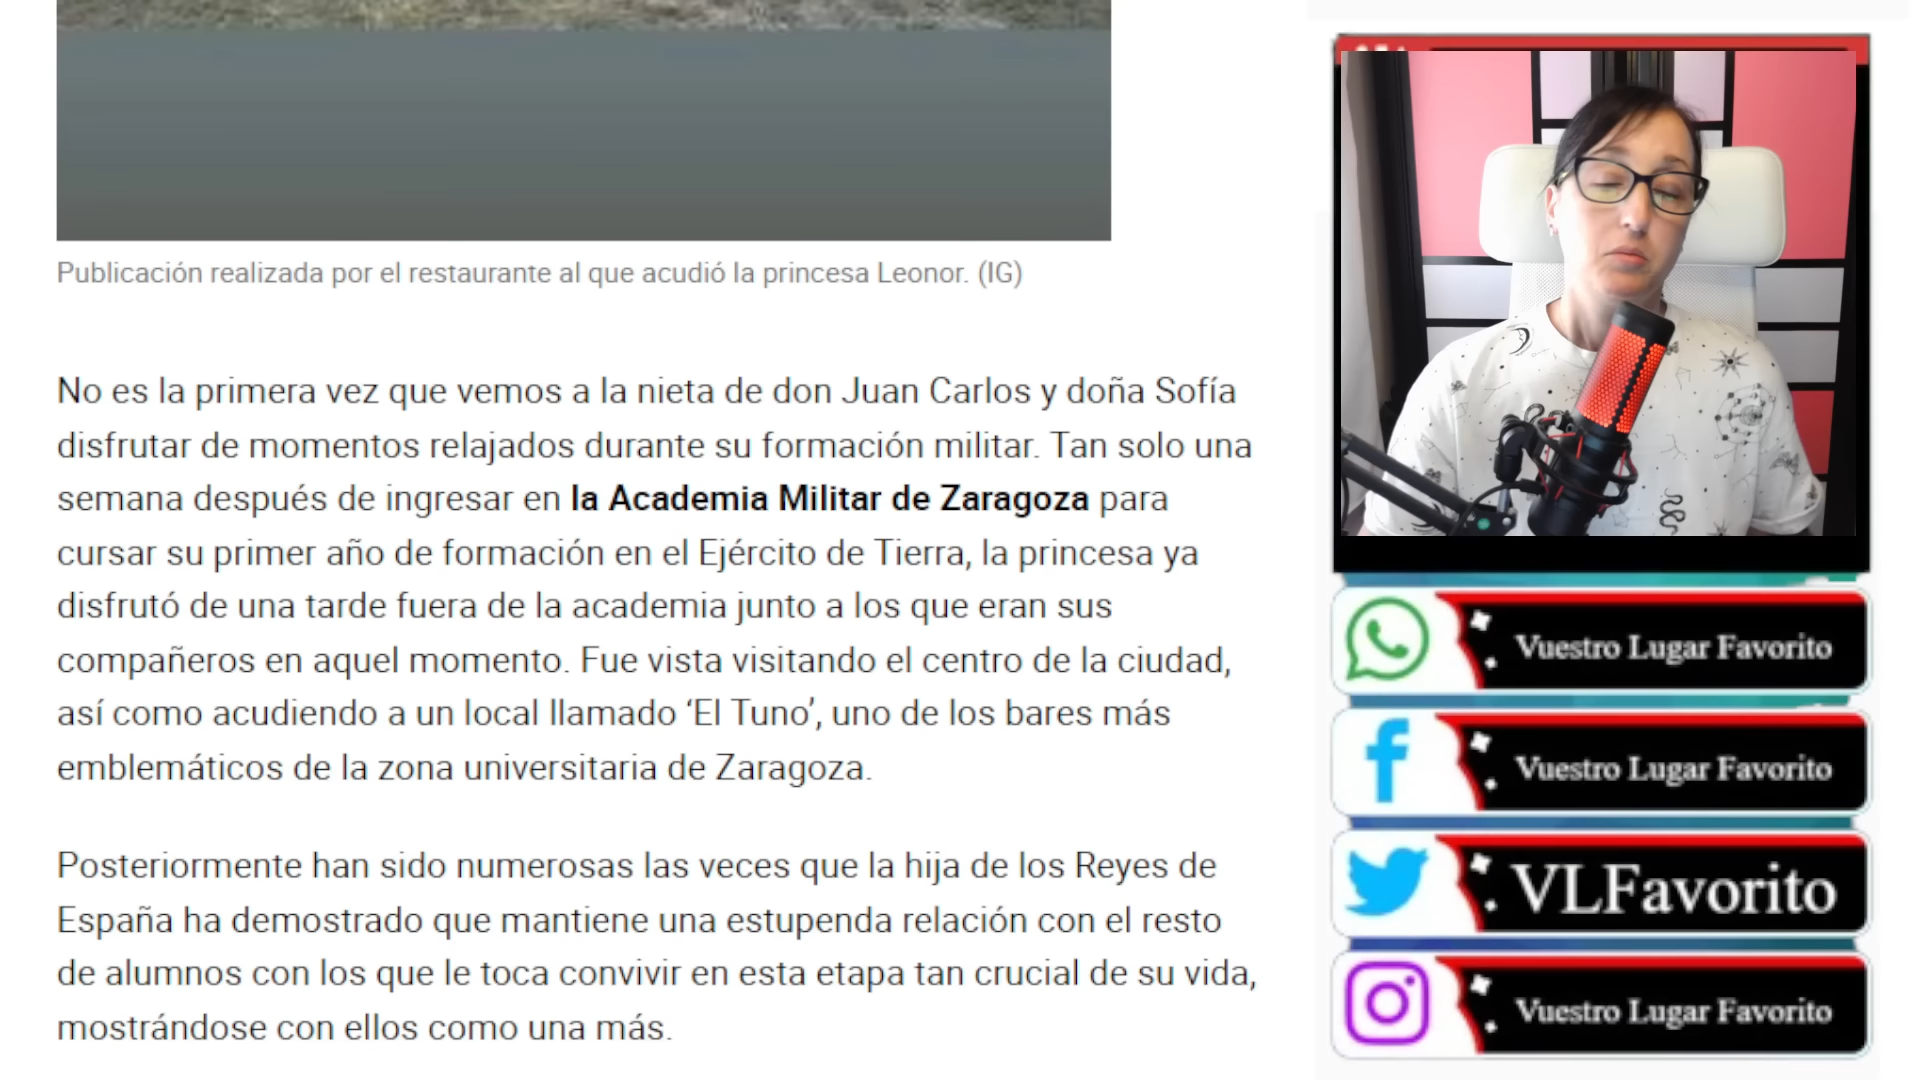 Publicación realizada por el restaurante al que acudió la princesa Leonor. (IG)
No es la primera vez que vemos a la nieta de don Juan Carlos y doña Sofía
disfrutar de momentos relajados durante su formación militar. Tan solo una
semana después de ingresar en la Academia Militar de Zaragoza para
cursar su primer año de formación en el Ejército de Tierra, la princesa ya
disfrutó de una tarde fuera de la academia junto a los que eran sus
compañeros en aquel momento. Fue vista visitando el centro de la ciudad,
así como acudiendo a un local llamado ‘El Tuno’, uno de los bares más
emblemáticos de la zona universitaria de Zaragoza.
Posteriormente han sido numerosas las veces que la hija de los Reyes de
España ha demostrado que mantiene una estupenda relación con el resto
de alumnos con los que le toca convivir en esta etapa tan crucial de su vida,
mostrándose con ellos como una más.
Vuestro Lugar Favorito
Vuestro Lugar Favorito
VLFavorito
Vuestro Lugar Favorito